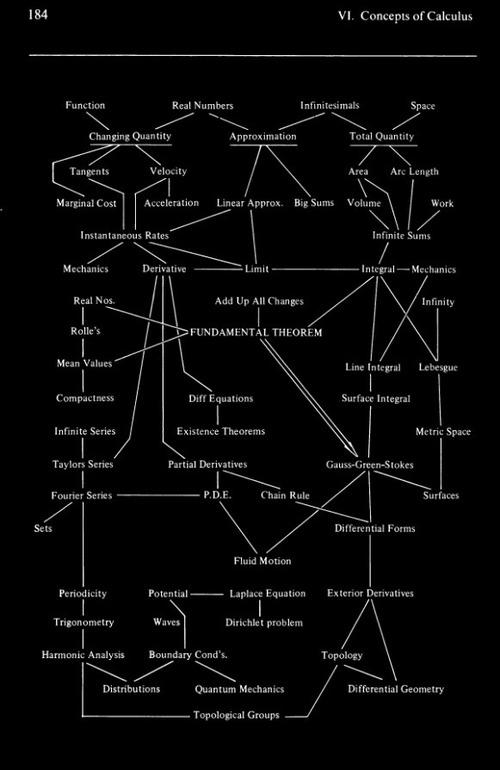 184
VI. Concepts of Calculus
Function Real Numbers Infinitesimals Space
Changing Quantity Approximation Total Quantity
Tangents Velocity Area Arc Length
Marginal Cost Acceleration Linear Approx. Big Sums Volume Work
Instantaneous Rates Infinite Sums
Mechanics Derivative Limit Integral Mechanics
Real Nos. Add Up All Changes Infinity
Rolle's FUNDAMENTAL THEOREM
Mean Values Line Integral Lebesgue
Compactness Diff Equations Surface Integral
Infinite Series Existence Theorems Metric Space
Taylors Series Partial Derivatives Gauss-Green-Stokes
Fourier Series P.D.E. Chain Rule Surfaces
Sets Differential Forms
Fluid Motion
Periodicity Potential Laplace Equation Exterior Derivatives
Trigonometry Waves Dirichlet problem
Harmonic Analysis Boundary Cond's. Topology
Distributions Quantum Mechanics Differential Geometry
Topological Groups